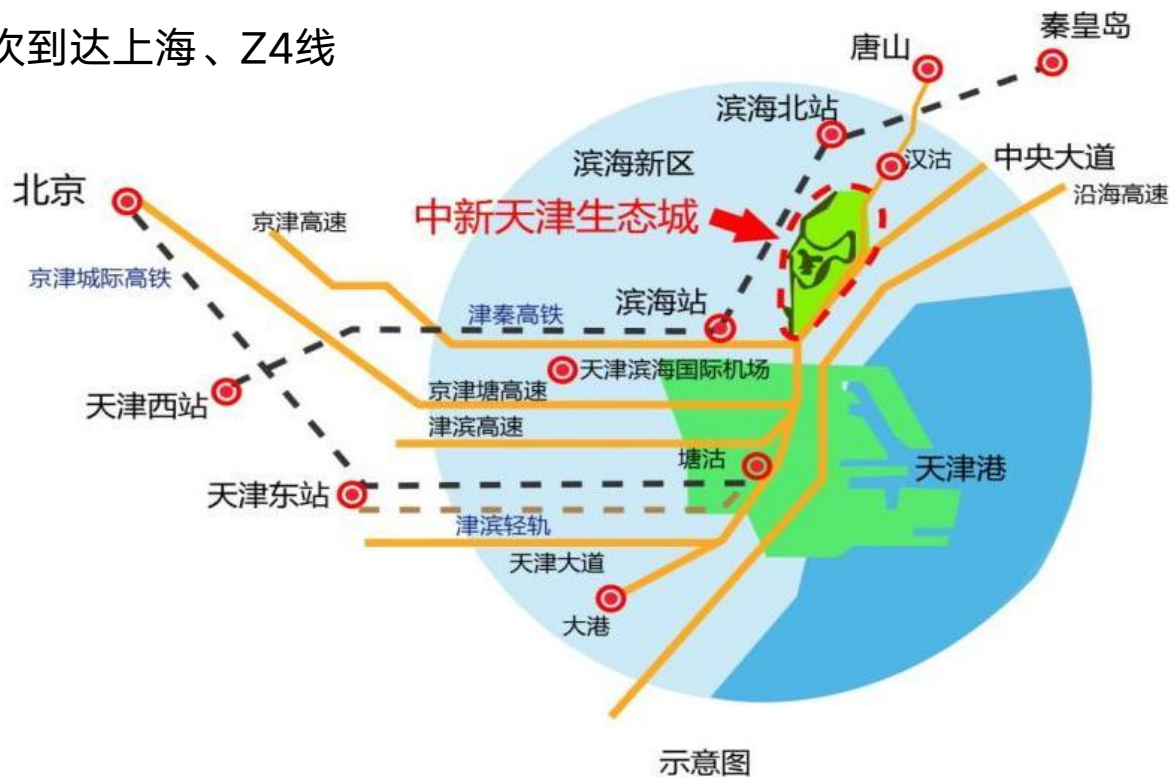 次到达上海、Z4线
秦皇岛
唐山
滨海北站
汉沽
中央大道
滨海新区
沿海高速
北京
中新天津生态城
京津高速
京津城际高铁
滨海站
津秦高铁
天津滨海国际机场
京津塘高速
天津西站
津滨高速
塘沽
天津港
天津东站
津滨轻轨
天津大道
大港
示意图